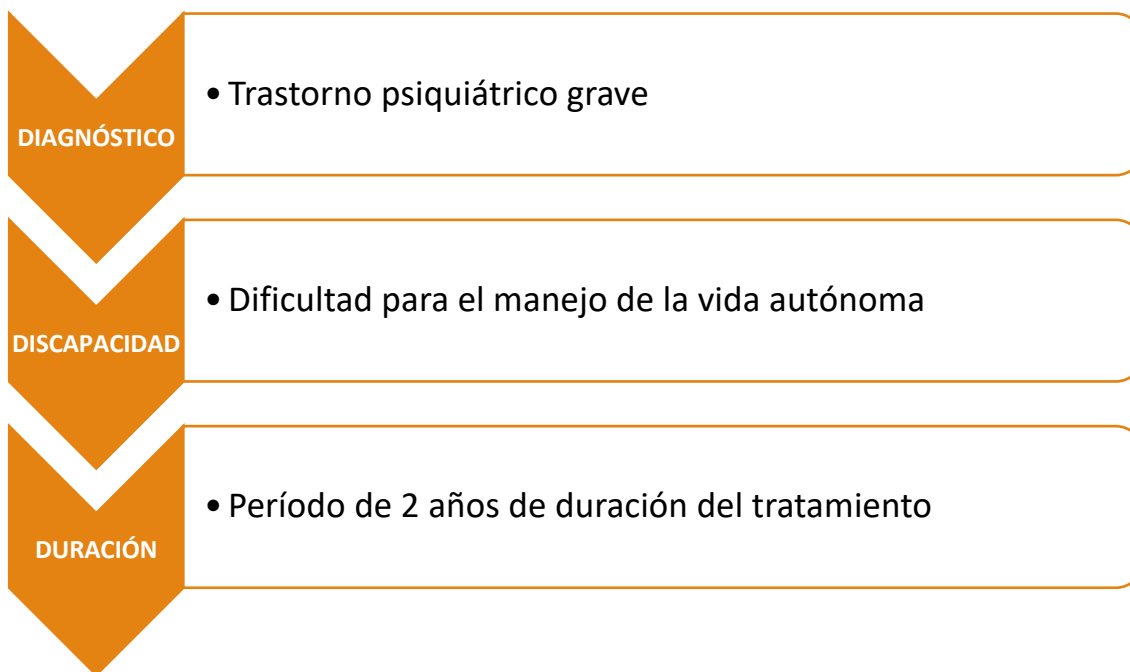 DIAGNÓSTICO
• Trastorno psiquiátrico grave
DISCAPACIDAD
• Dificultad para el manejo de la vida autónoma
DURACIÓN
• Período de 2 años de duración del tratamiento